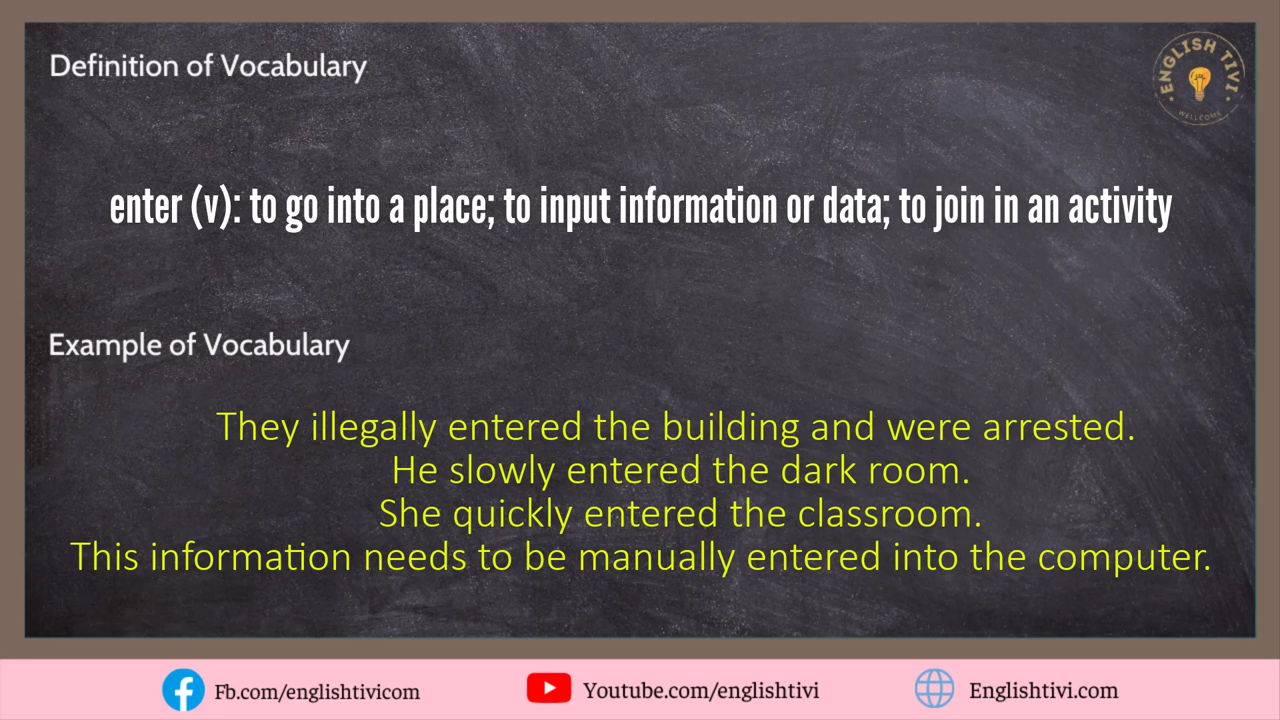 Definition of Vocabulary
ENGLISH TIVI
WELLCOME
enter (v): to go into a place; to input information or data; to join in an activity
Example of Vocabulary
They illegally entered the building and were arrested.
He slowly entered the dark room.
She quickly entered the classroom.
This information needs to be manually entered into the computer.
Fb.com/englishtivicom
Youtube.com/englishtivi
Englishtivi.com